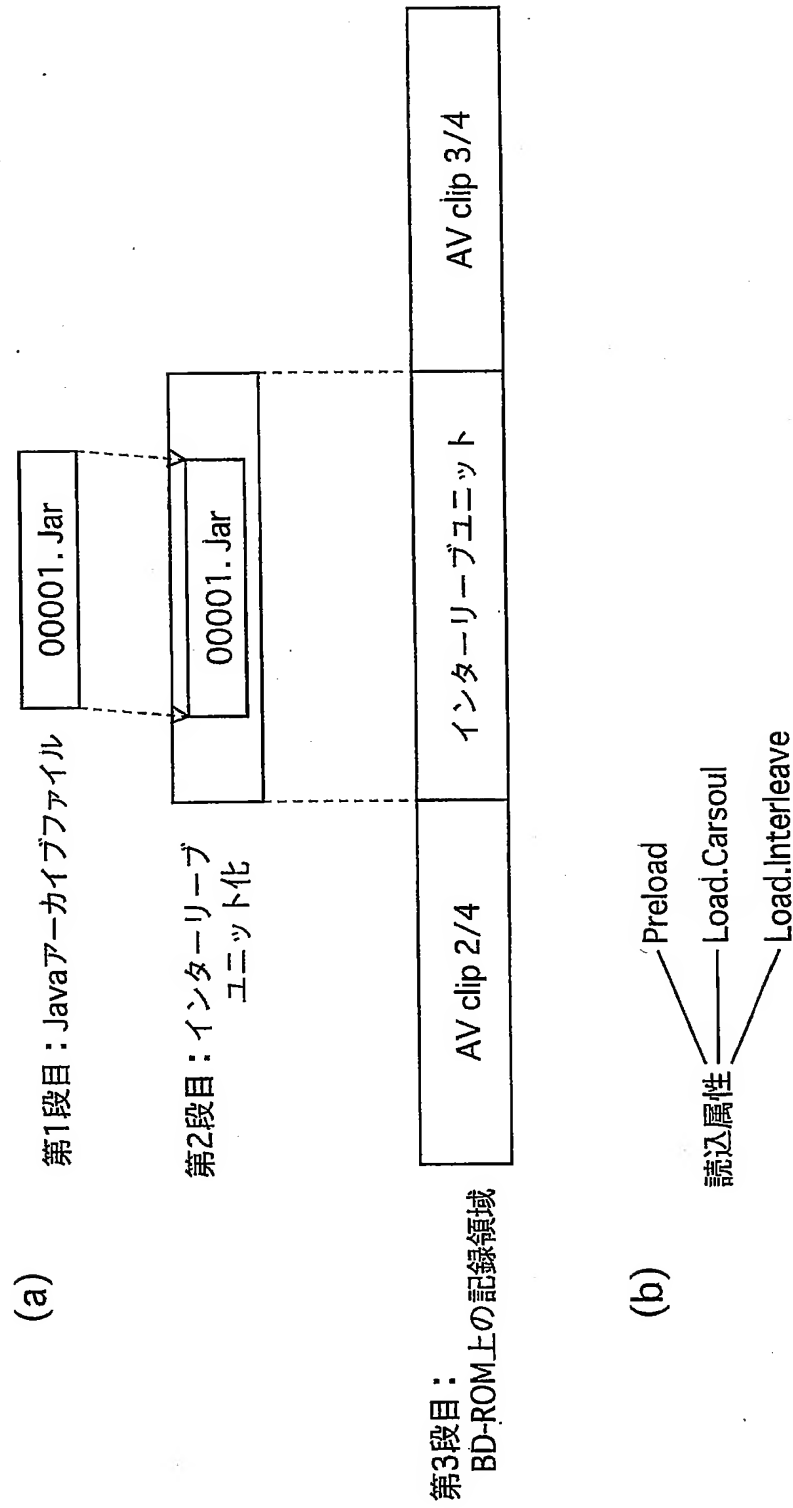 (a)
第1段目：Javaアーカイブファイル
00001. Jar
第2段目：インターリーブ
ユニット化
00001. Jar
第3段目：
BD-ROM上の記録領域
AV clip 2/4
インターリーブユニット
AV clip 3/4
(b)
読込属性
Preload
Load.Carsoul
Load.Interleave